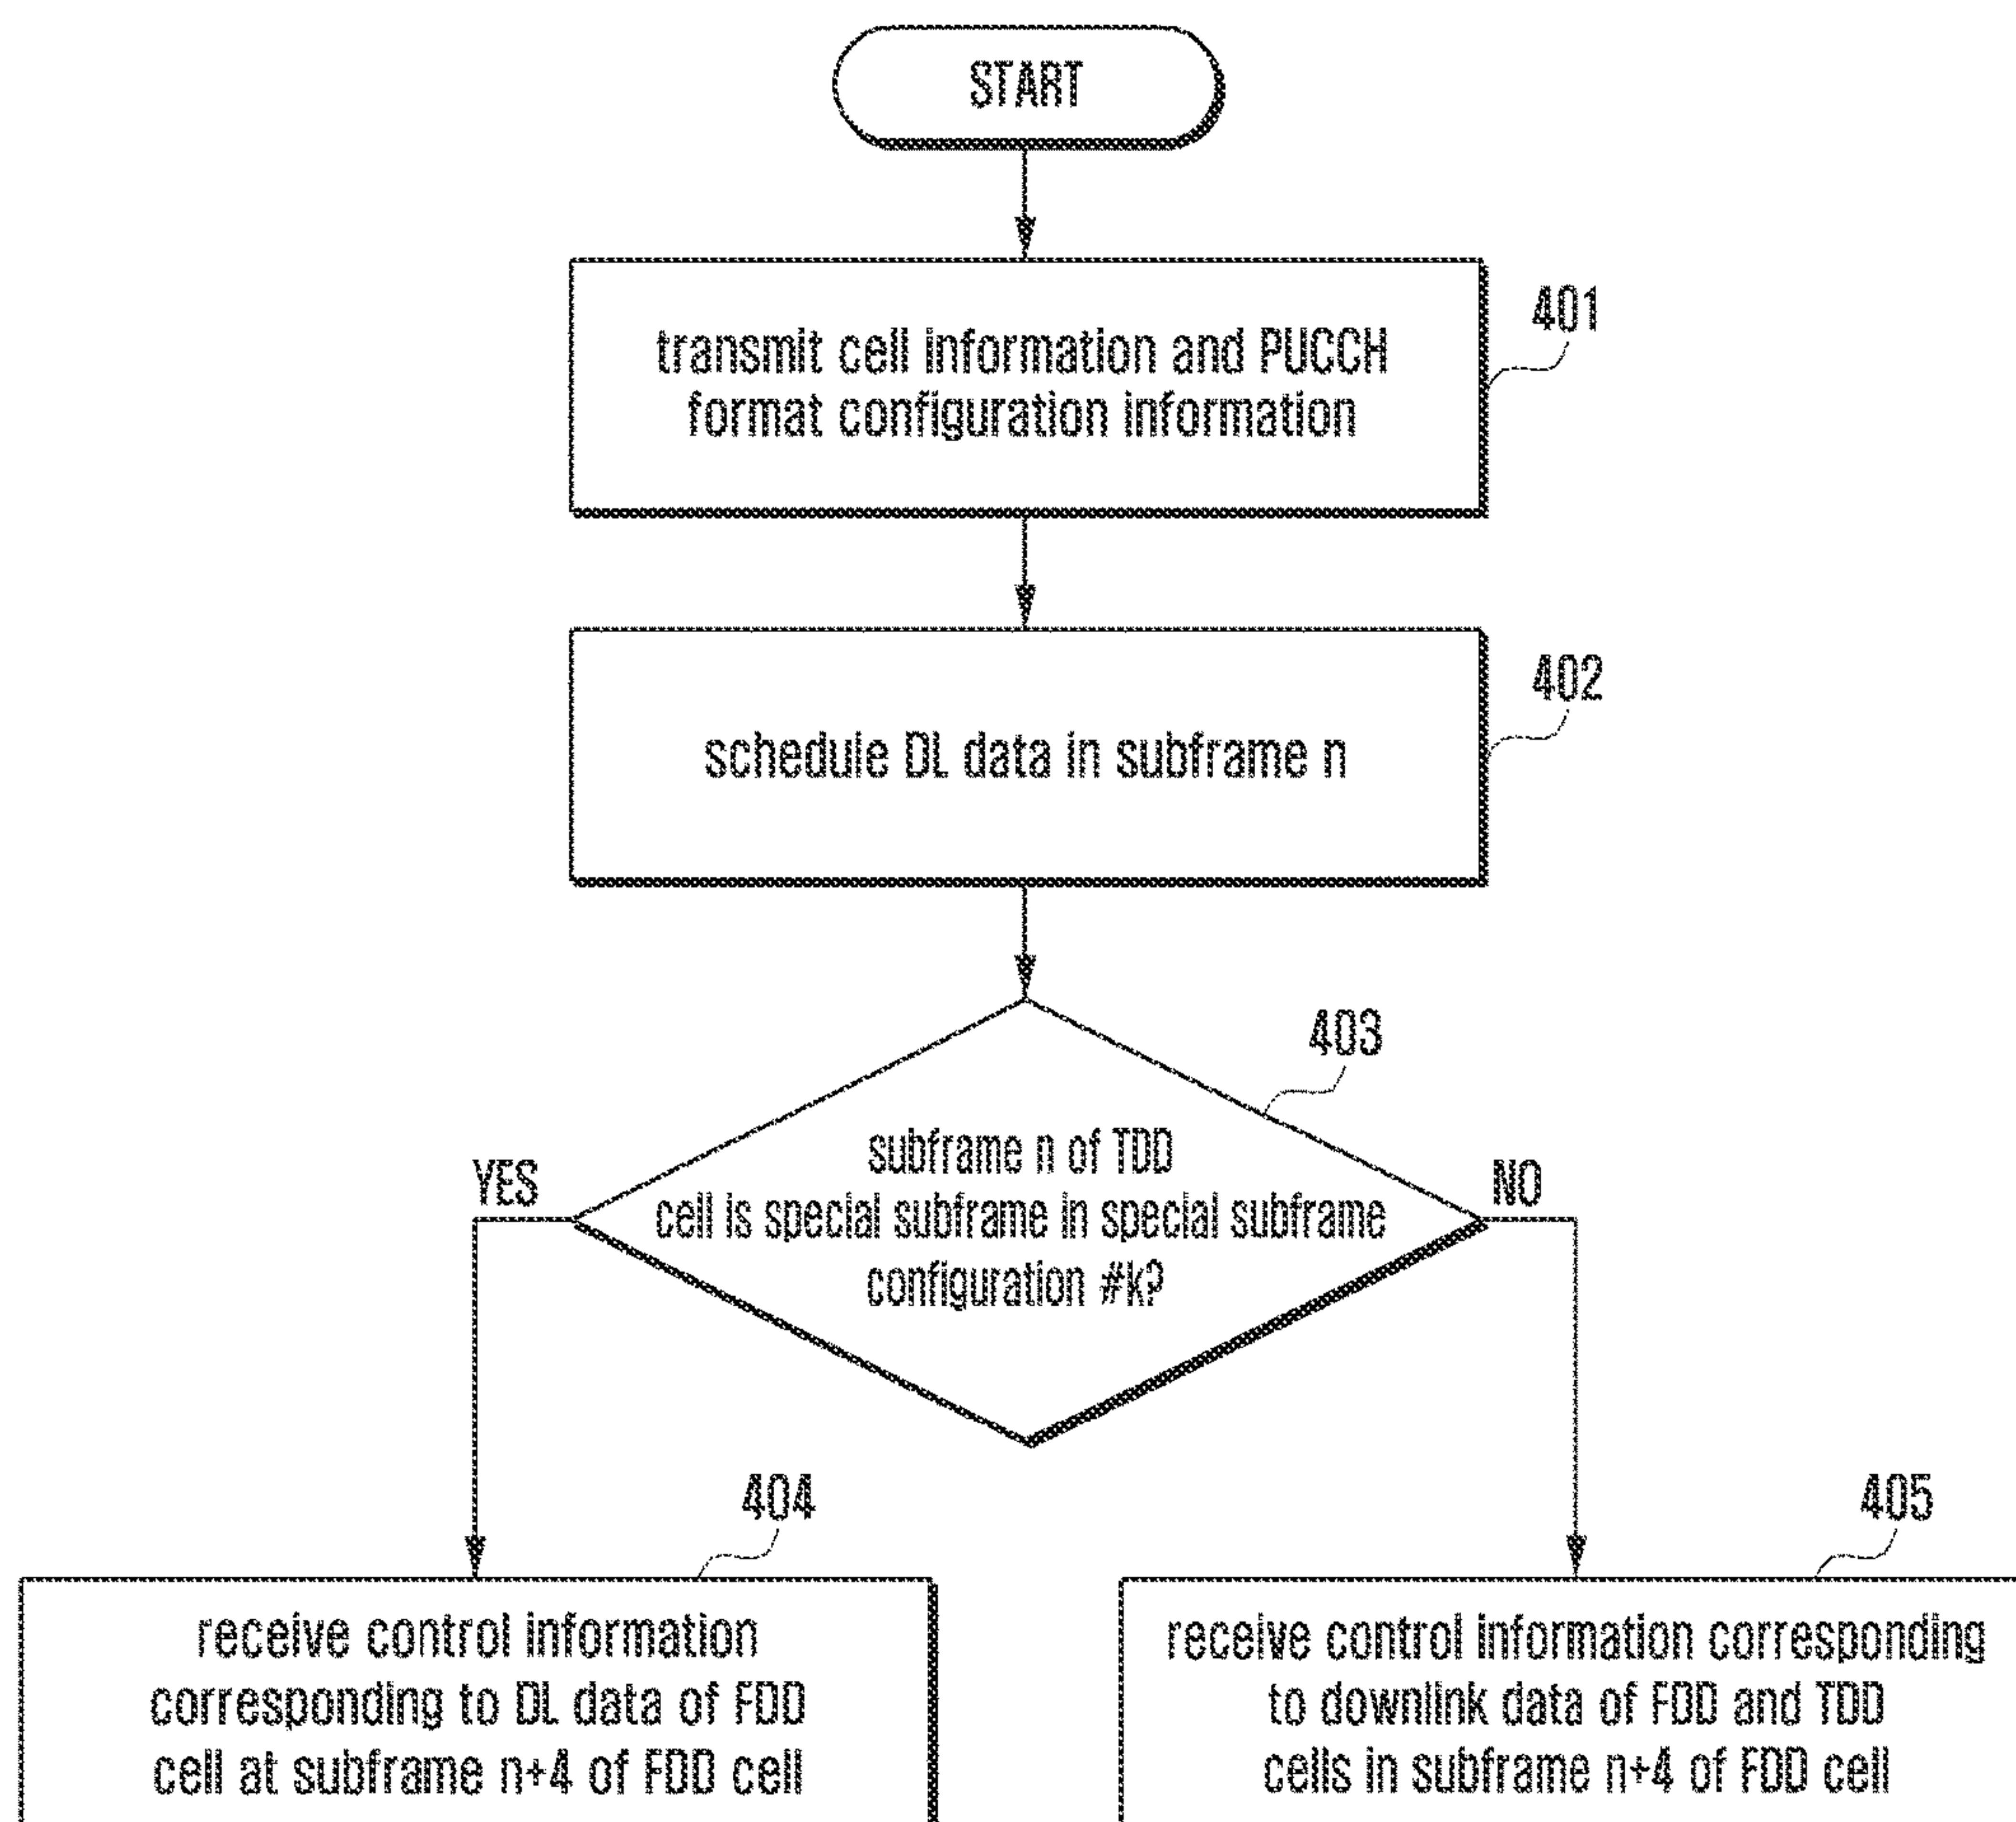 START
401
transmit cell information and PUCCH
format configuration information
402
schedule DL data in subframe n
403
subframe n of TDD
cell is special subframe in special subframe
configuration #k?
YES
NO
404
receive control information
corresponding to DL data of FDD
cell at subframe n+4 of FDD cell
405
receive control information corresponding
to downlink data of FDD and TDD
cells in subframe n+4 of FDD cell